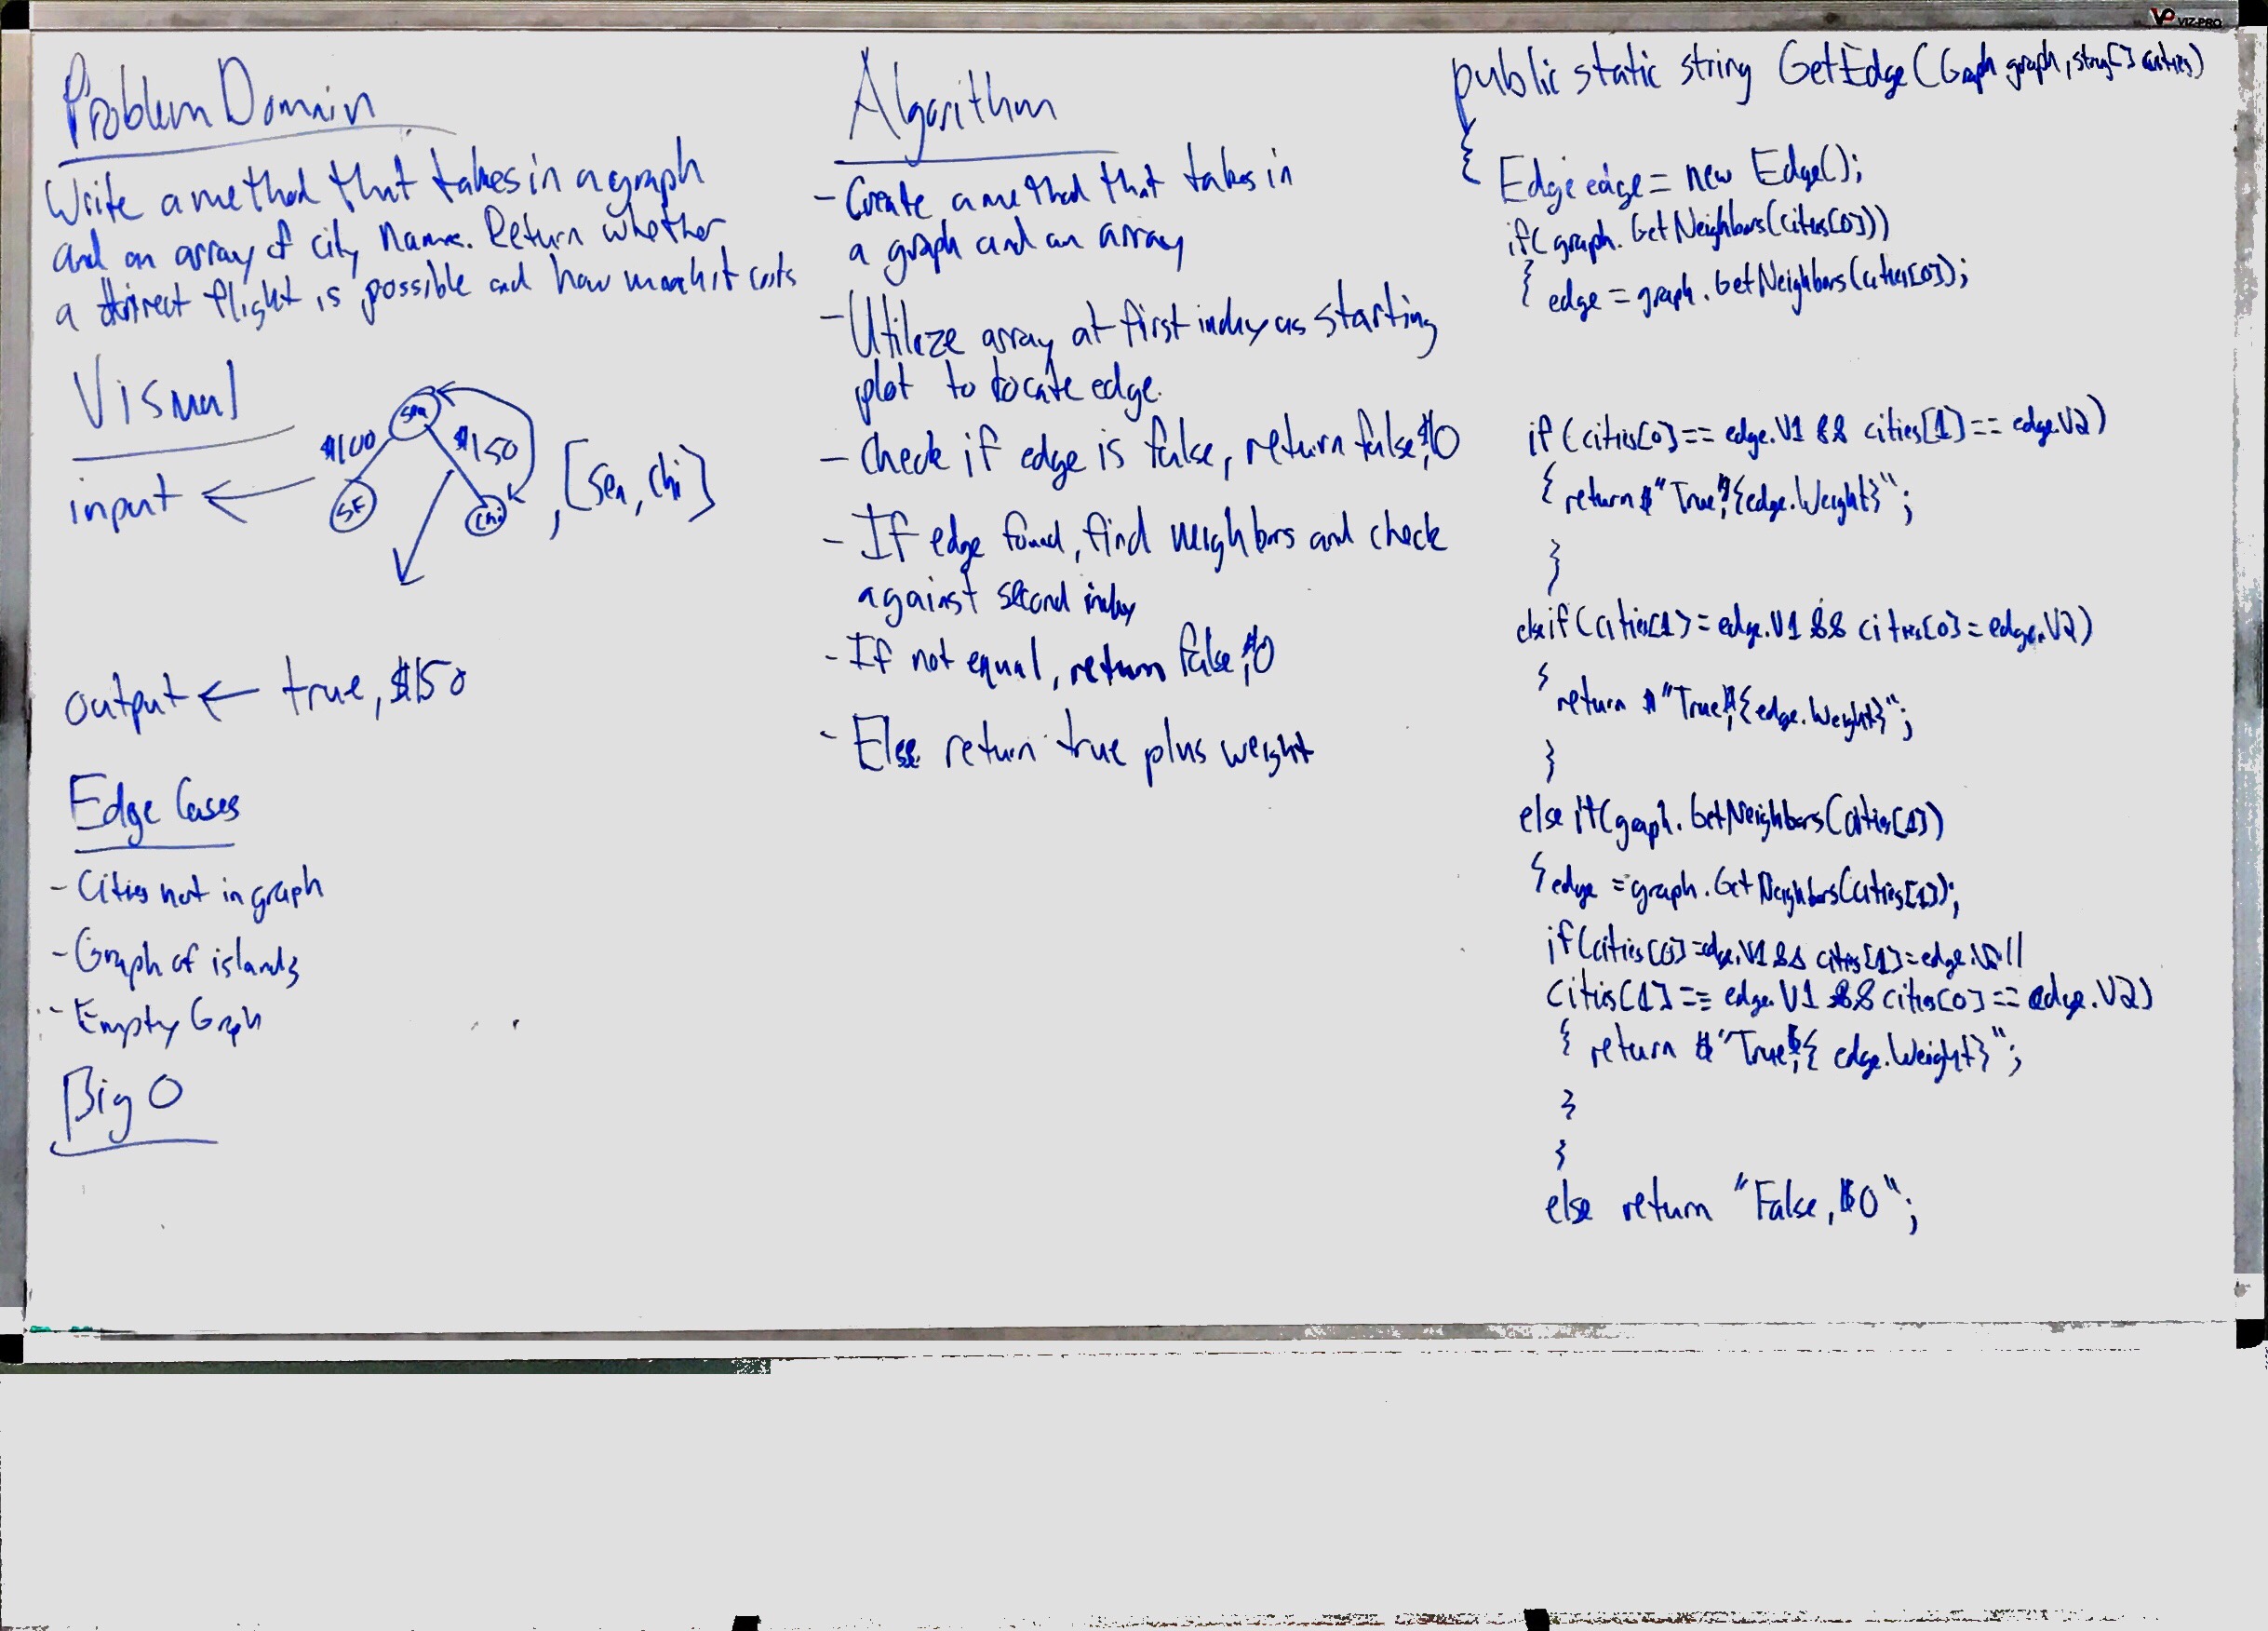 VP VIZ-PRO
Problem Domain
Write a method that takes in a graph
and an array of city names. Return whether
a direct flight is possible and how much it costs
Visual
Sea
$100
$150
SF
Chi
, [Sea, Chi]
input ←
output ← true, $150
Edge Cases
- Cities not in graph
- Graph of islands
- Empty Graph
Big O
Algorithm
- Create a method that takes in
a graph and an array
- Utileze array at first index as starting
plot to locate edge.
- Check if edge is false, return false, $0
- If edge found, find neighbors and check
against second index
- If not equal, return false, $0
- Else return true plus weight
public static string GetEdge(Graph graph, string[] cities)
{
Edge edge = new Edge();
if(graph.GetNeighbors(cities[0]))
{ edge = graph.GetNeighbors(cities[0]);
if (cities[0] == edge.V1 && cities[1] == edge.V2)
{ return $"True, ${edge.Weight}";
}
else if (cities[1] = edge.V1 && cities[0] = edge.V2)
{ return $"True, ${edge.Weight}";
}
else if(graph.GetNeighbors(cities[1])
{ edge = graph.GetNeighbors(cities[1]);
if(cities[0] = edge.V1 && cities[1] = edge.V2 ||
cities[1] == edge.V1 && cities[0] == edge.V2)
{ return $"True, ${edge.Weight}";
}
}
else return "False, $0";